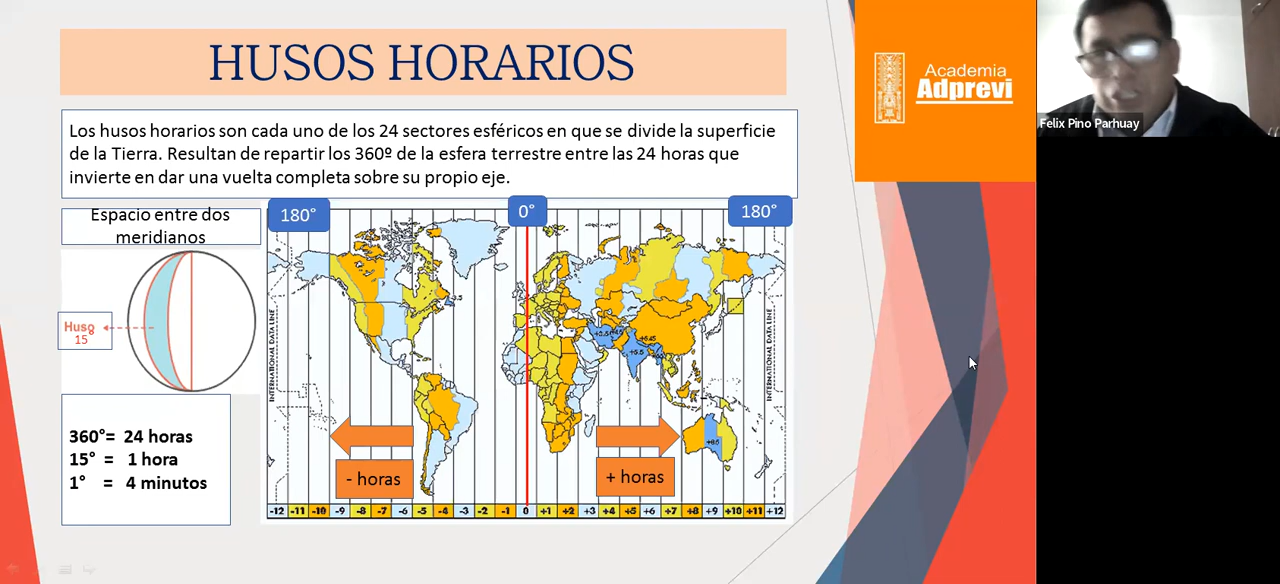 HUSOS HORARIOS
Academia
Adprevi
Felix Pino Parhuay
Los husos horarios son cada uno de los 24 sectores esféricos en que se divide la superficie
de la Tierra. Resultan de repartir los 360º de la esfera terrestre entre las 24 horas que
invierte en dar una vuelta completa sobre su propio eje.
Espacio entre dos
meridianos
180°
0°
180°
Huso
15°
INTERNATIONAL DATE LINE
INTERNATIONAL DATE LINE
+5.5
360°= 24 horas
15° = 1 hora
1° = 4 minutos
- horas
+ horas
-12 -11 -10 -9 -8 -7 -6 -5 -4 -3 -2 -1 0 +1 +2 +3 +4 +5 +6 +7 +8 +9 +10 +11 +12